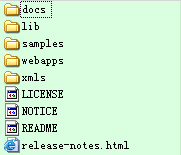 docs
lib
samples
webapps
xmls
LICENSE
NOTICE
README
release-notes.html